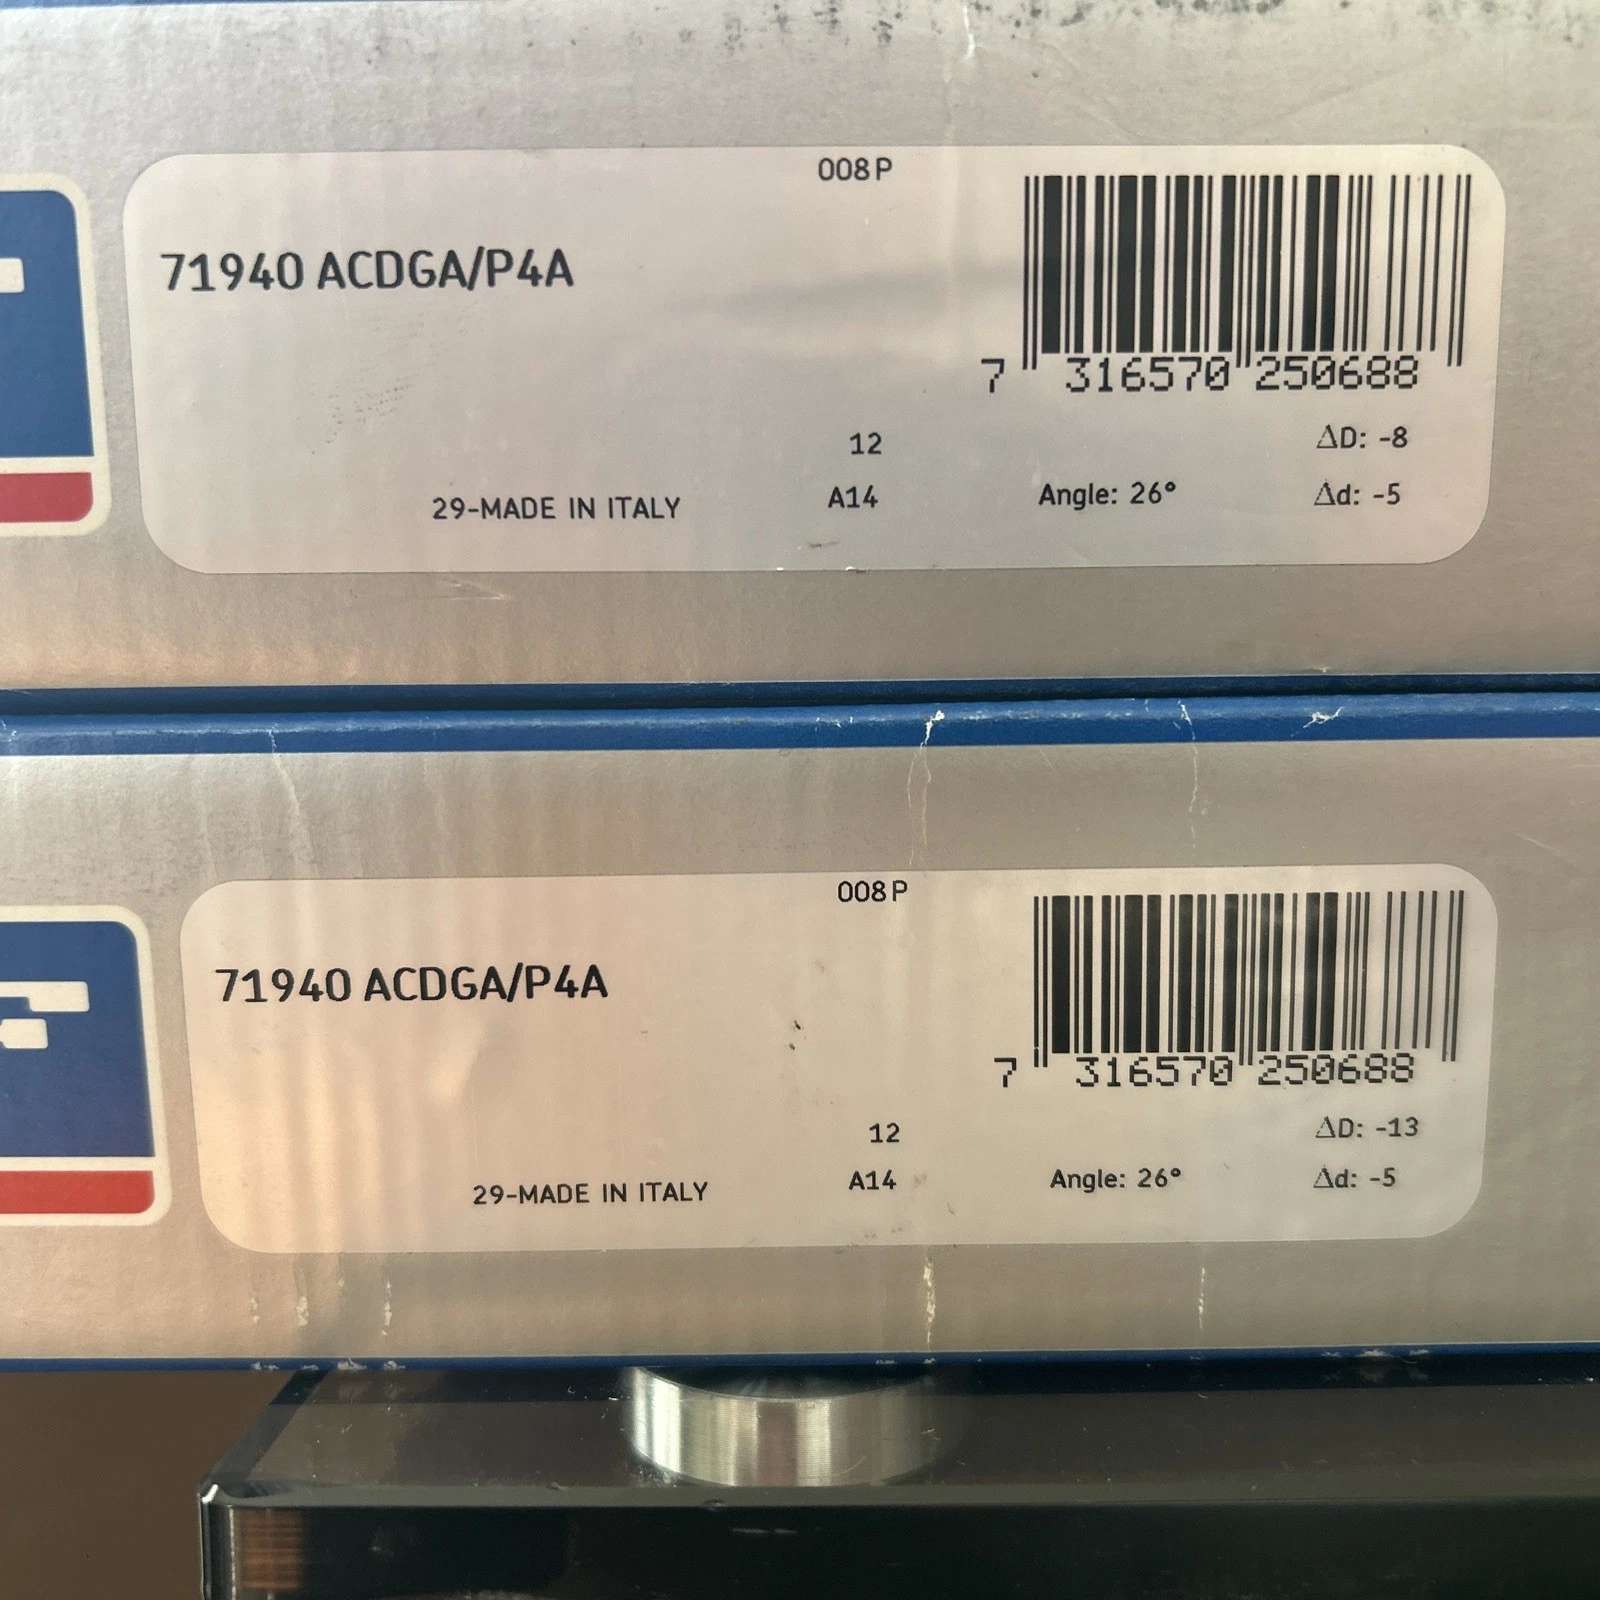 008P
71940 ACDGA/P4A
7 316570 250688
12
ΔD: -8
29-MADE IN ITALY
A14
Angle: 26°
Δd: -5
008P
71940 ACDGA/P4A
7 316570 250688
12
ΔD: -13
29-MADE IN ITALY
A14
Angle: 26°
Δd: -5